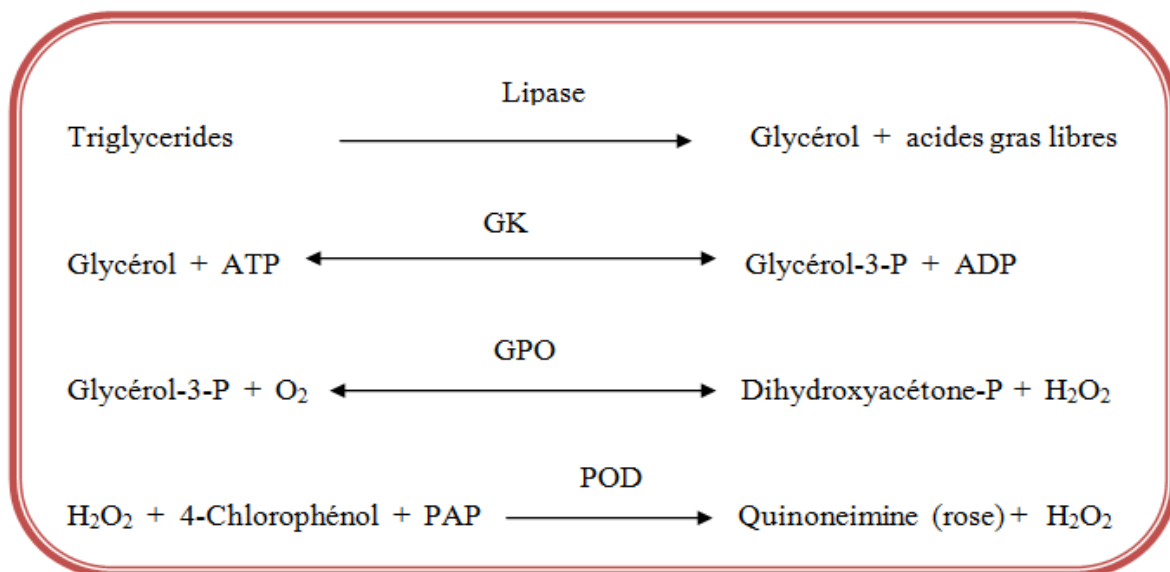 Lipase
Triglycerides Glycérol + acides gras libres
GK
Glycérol + ATP Glycérol-3-P + ADP
GPO
Glycérol-3-P + O₂ Dihydroxyacétone-P + H₂O₂
POD
H₂O₂ + 4-Chlorophénol + PAP Quinoneimine (rose) + H₂O₂